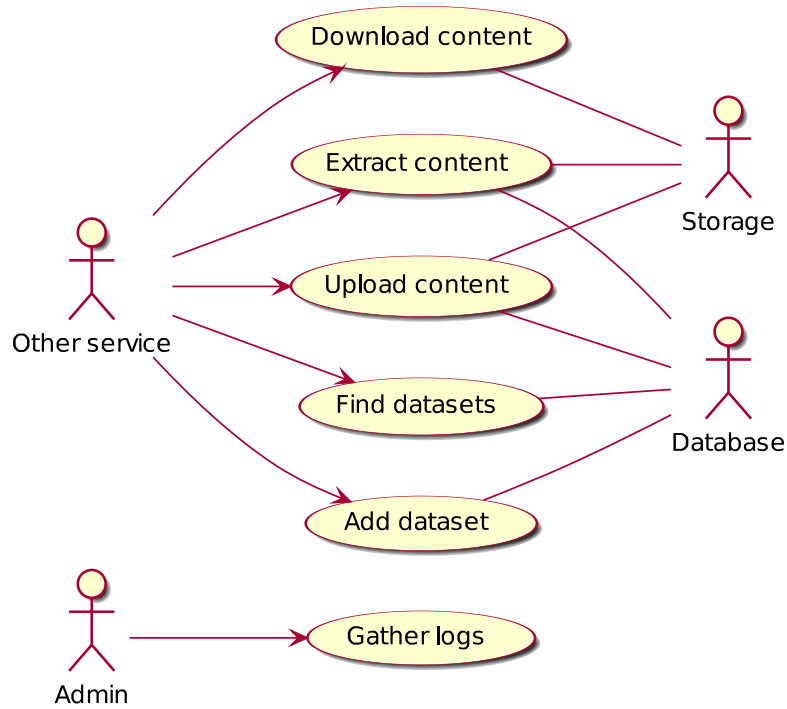 Download content
Extract content
Storage
Upload content
Other service
Find datasets
Database
Add dataset
Gather logs
Admin